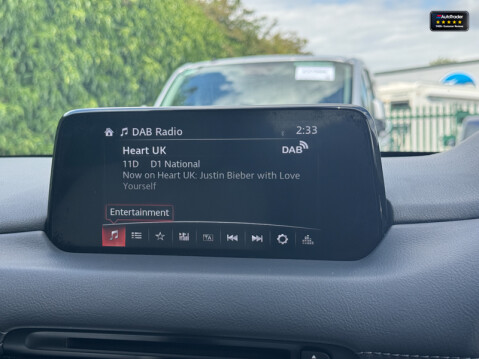 AutoTrader
DAB Radio
2:33
Heart UK
DAB
11D D1 National
Now on Heart UK: Justin Bieber with Love
Yourself
Entertainment